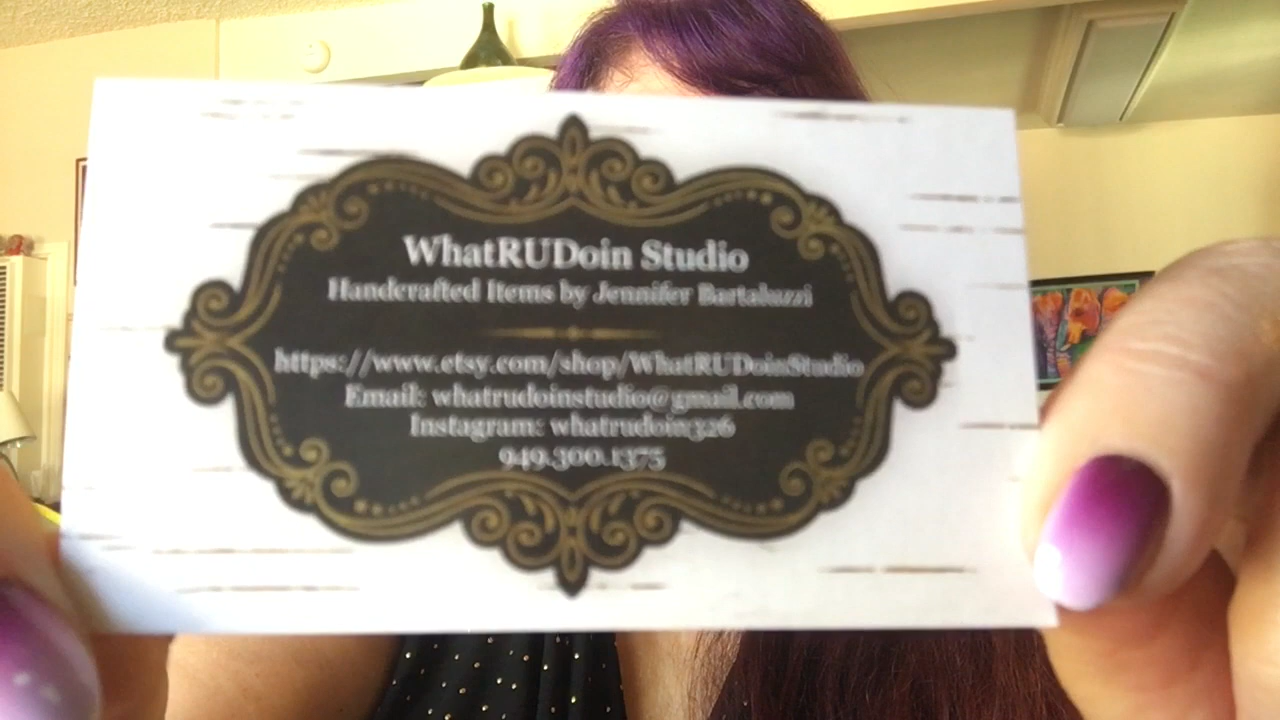 WhatRUDoin Studio
Handcrafted Items by Jennifer Bartaluzzi
https://www.etsy.com/shop/WhatRUDoinStudio
Email: whatrudoinstudio@gmail.com
Instagram: whatrudoin326
949.300.1375